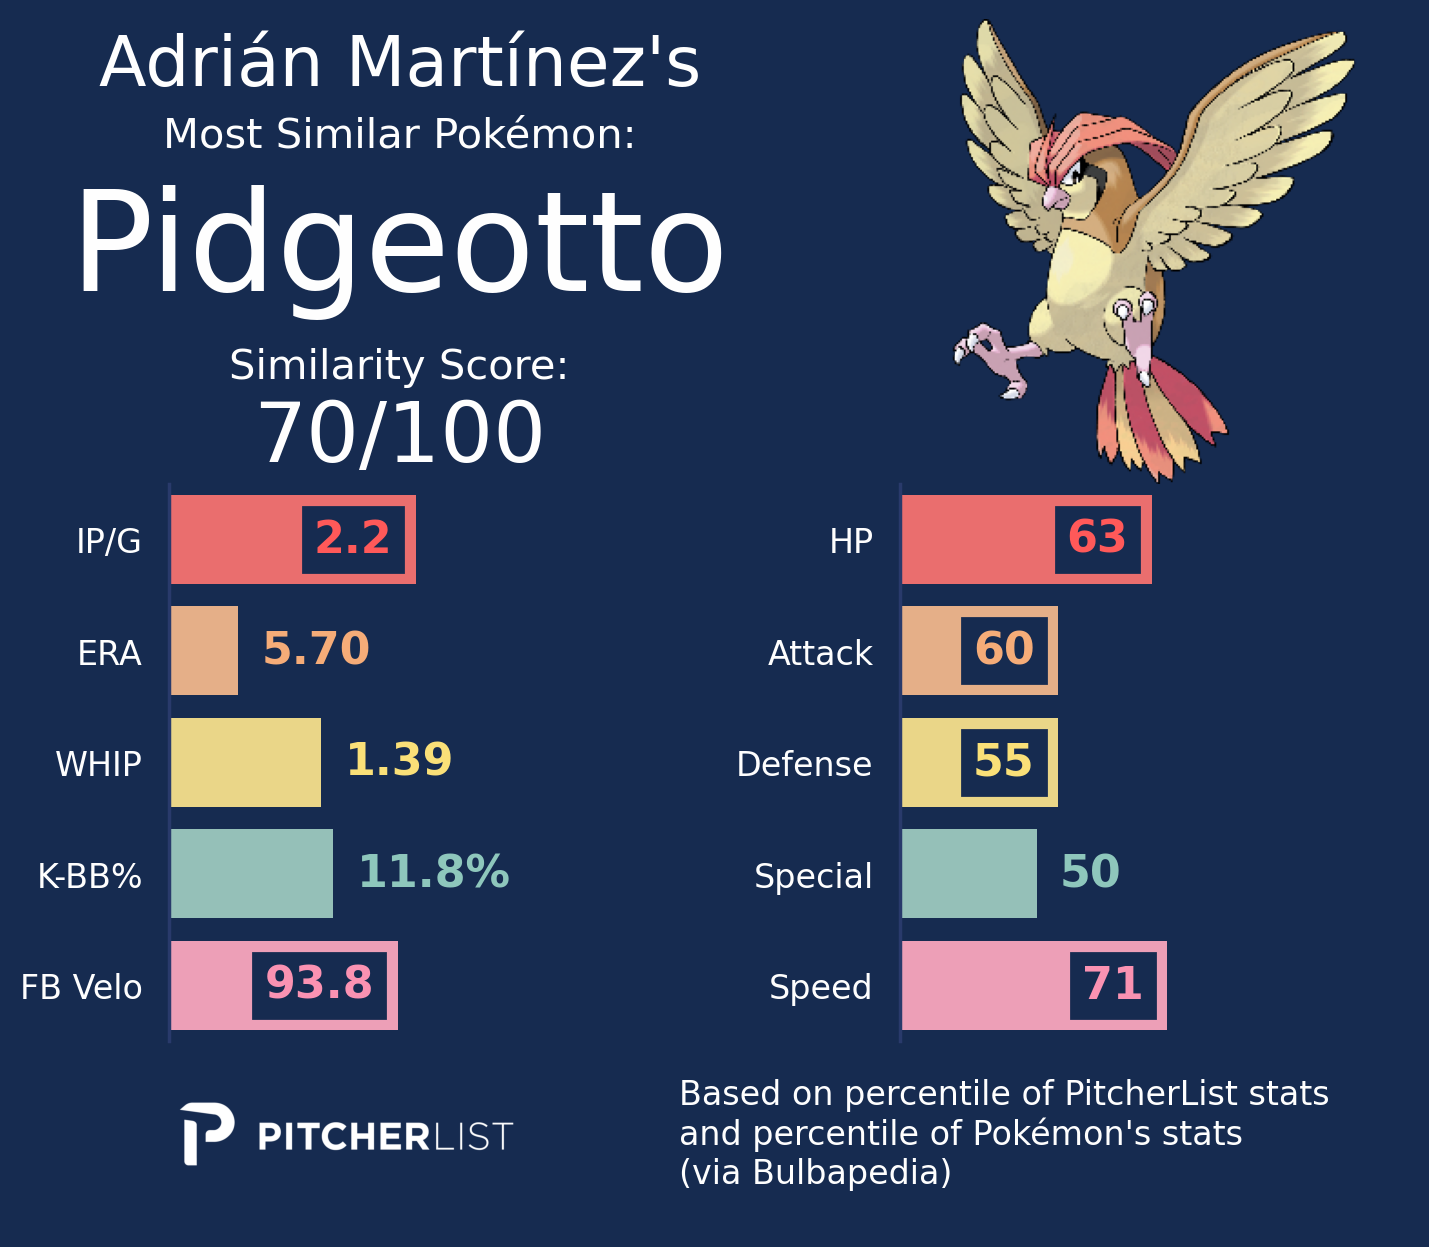 Adrián Martínez's
Most Similar Pokémon:
Pidgeotto
Similarity Score:
70/100
IP/G 2.2
ERA 5.70
WHIP 1.39
K-BB% 11.8%
FB Velo 93.8
HP 63
Attack 60
Defense 55
Special 50
Speed 71
PITCHERLIST
Based on percentile of PitcherList stats
and percentile of Pokémon's stats
(via Bulbapedia)